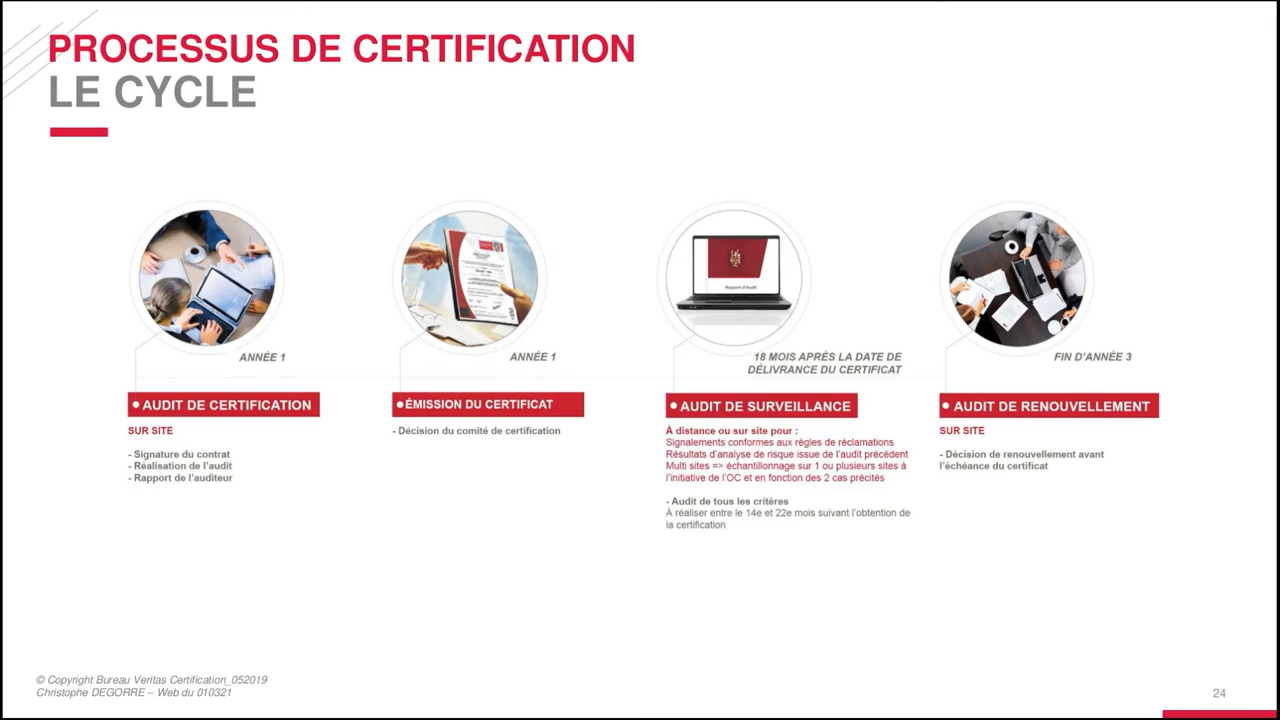 PROCESSUS DE CERTIFICATION
LE CYCLE
ANNÉE 1
AUDIT DE CERTIFICATION
SUR SITE
- Signature du contrat
- Réalisation de l'audit
- Rapport de l'auditeur
ANNÉE 1
ÉMISSION DU CERTIFICAT
- Décision du comité de certification
Rapport d'Audit
18 MOIS APRÈS LA DATE DE
DÉLIVRANCE DU CERTIFICAT
AUDIT DE SURVEILLANCE
À distance ou sur site pour :
Signalements conformes aux règles de réclamations
Résultats d'analyse de risque issue de l'audit précédent
Multi sites => échantillonnage sur 1 ou plusieurs sites à
l'initiative de l'OC et en fonction des 2 cas précités
- Audit de tous les critères
À réaliser entre le 14e et 22e mois suivant l'obtention de
la certification
FIN D'ANNÉE 3
AUDIT DE RENOUVELLEMENT
SUR SITE
- Décision de renouvellement avant
l'échéance du certificat
© Copyright Bureau Veritas Certification_052019
Christophe DEGORRE – Web du 010321
24